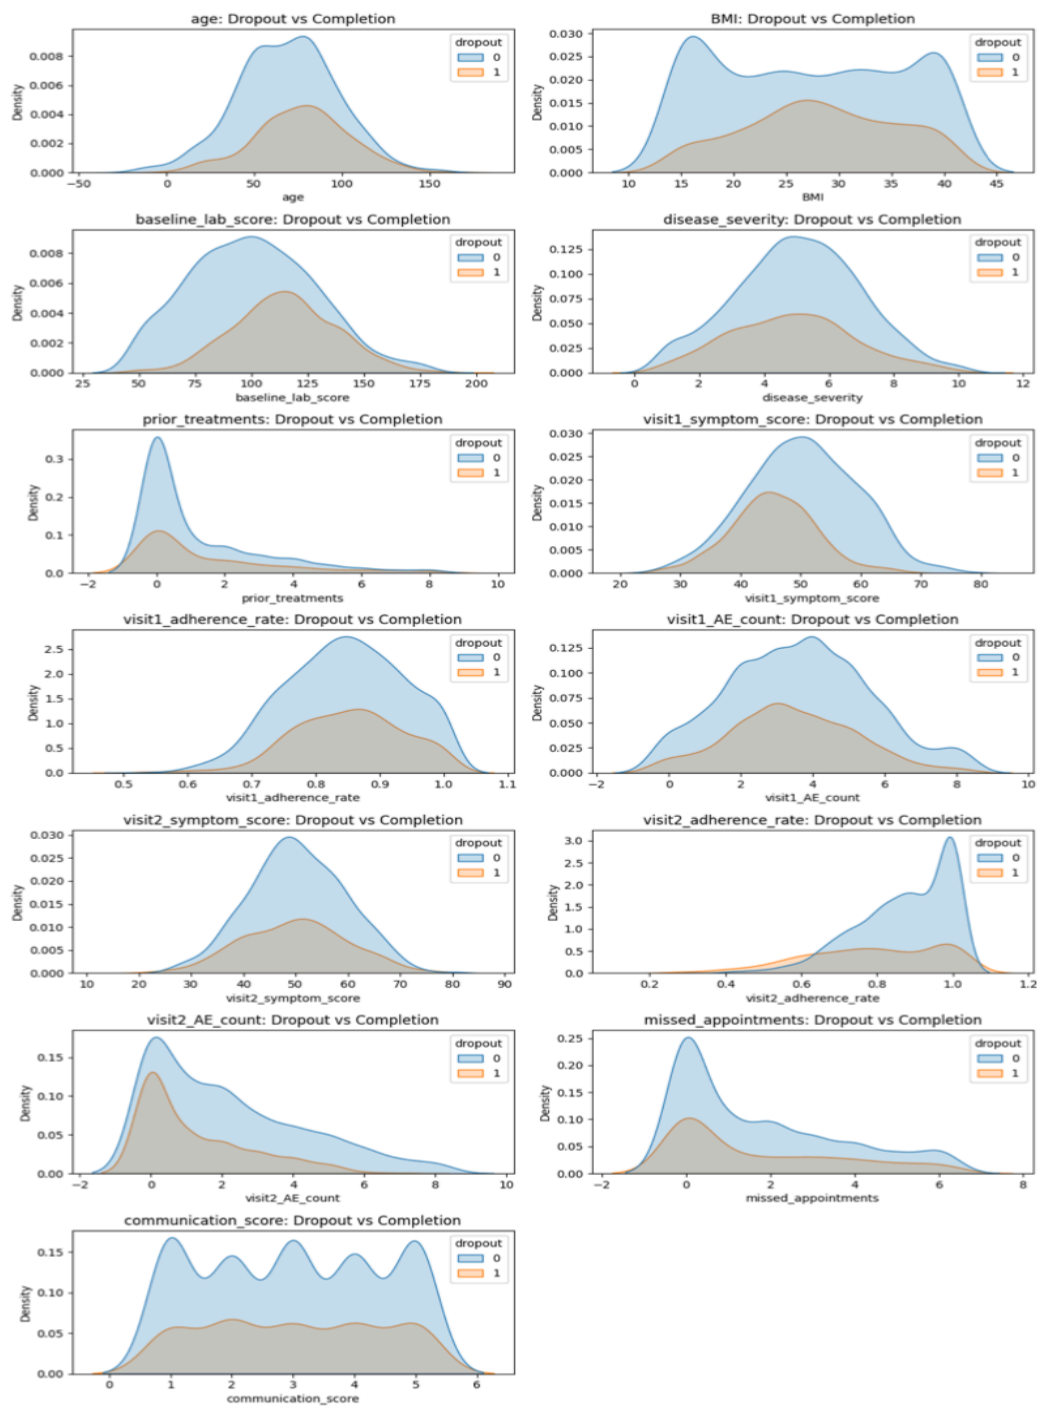 age: Dropout vs Completion
Density
0.008
0.006
0.004
0.002
0.000
dropout
0
1
−50 0 50 100 150
age
BMI: Dropout vs Completion
Density
0.030
0.025
0.020
0.015
0.010
0.005
0.000
dropout
0
1
10 15 20 25 30 35 40 45
BMI
baseline_lab_score: Dropout vs Completion
Density
0.008
0.006
0.004
0.002
0.000
dropout
0
1
25 50 75 100 125 150 175 200
baseline_lab_score
disease_severity: Dropout vs Completion
Density
0.125
0.100
0.075
0.050
0.025
0.000
dropout
0
1
0 2 4 6 8 10 12
disease_severity
prior_treatments: Dropout vs Completion
Density
0.3
0.2
0.1
0.0
dropout
0
1
−2 0 2 4 6 8 10
prior_treatments
visit1_symptom_score: Dropout vs Completion
Density
0.030
0.025
0.020
0.015
0.010
0.005
0.000
dropout
0
1
20 30 40 50 60 70 80
visit1_symptom_score
visit1_adherence_rate: Dropout vs Completion
Density
2.5
2.0
1.5
1.0
0.5
0.0
dropout
0
1
0.5 0.6 0.7 0.8 0.9 1.0 1.1
visit1_adherence_rate
visit1_AE_count: Dropout vs Completion
Density
0.125
0.100
0.075
0.050
0.025
0.000
dropout
0
1
−2 0 2 4 6 8 10
visit1_AE_count
visit2_symptom_score: Dropout vs Completion
Density
0.030
0.025
0.020
0.015
0.010
0.005
0.000
dropout
0
1
10 20 30 40 50 60 70 80 90
visit2_symptom_score
visit2_adherence_rate: Dropout vs Completion
Density
3.0
2.5
2.0
1.5
1.0
0.5
0.0
dropout
0
1
0.2 0.4 0.6 0.8 1.0 1.2
visit2_adherence_rate
visit2_AE_count: Dropout vs Completion
Density
0.15
0.10
0.05
0.00
dropout
0
1
−2 0 2 4 6 8 10
visit2_AE_count
missed_appointments: Dropout vs Completion
Density
0.25
0.20
0.15
0.10
0.05
0.00
dropout
0
1
−2 0 2 4 6 8
missed_appointments
communication_score: Dropout vs Completion
Density
0.15
0.10
0.05
0.00
dropout
0
1
0 1 2 3 4 5 6
communication_score